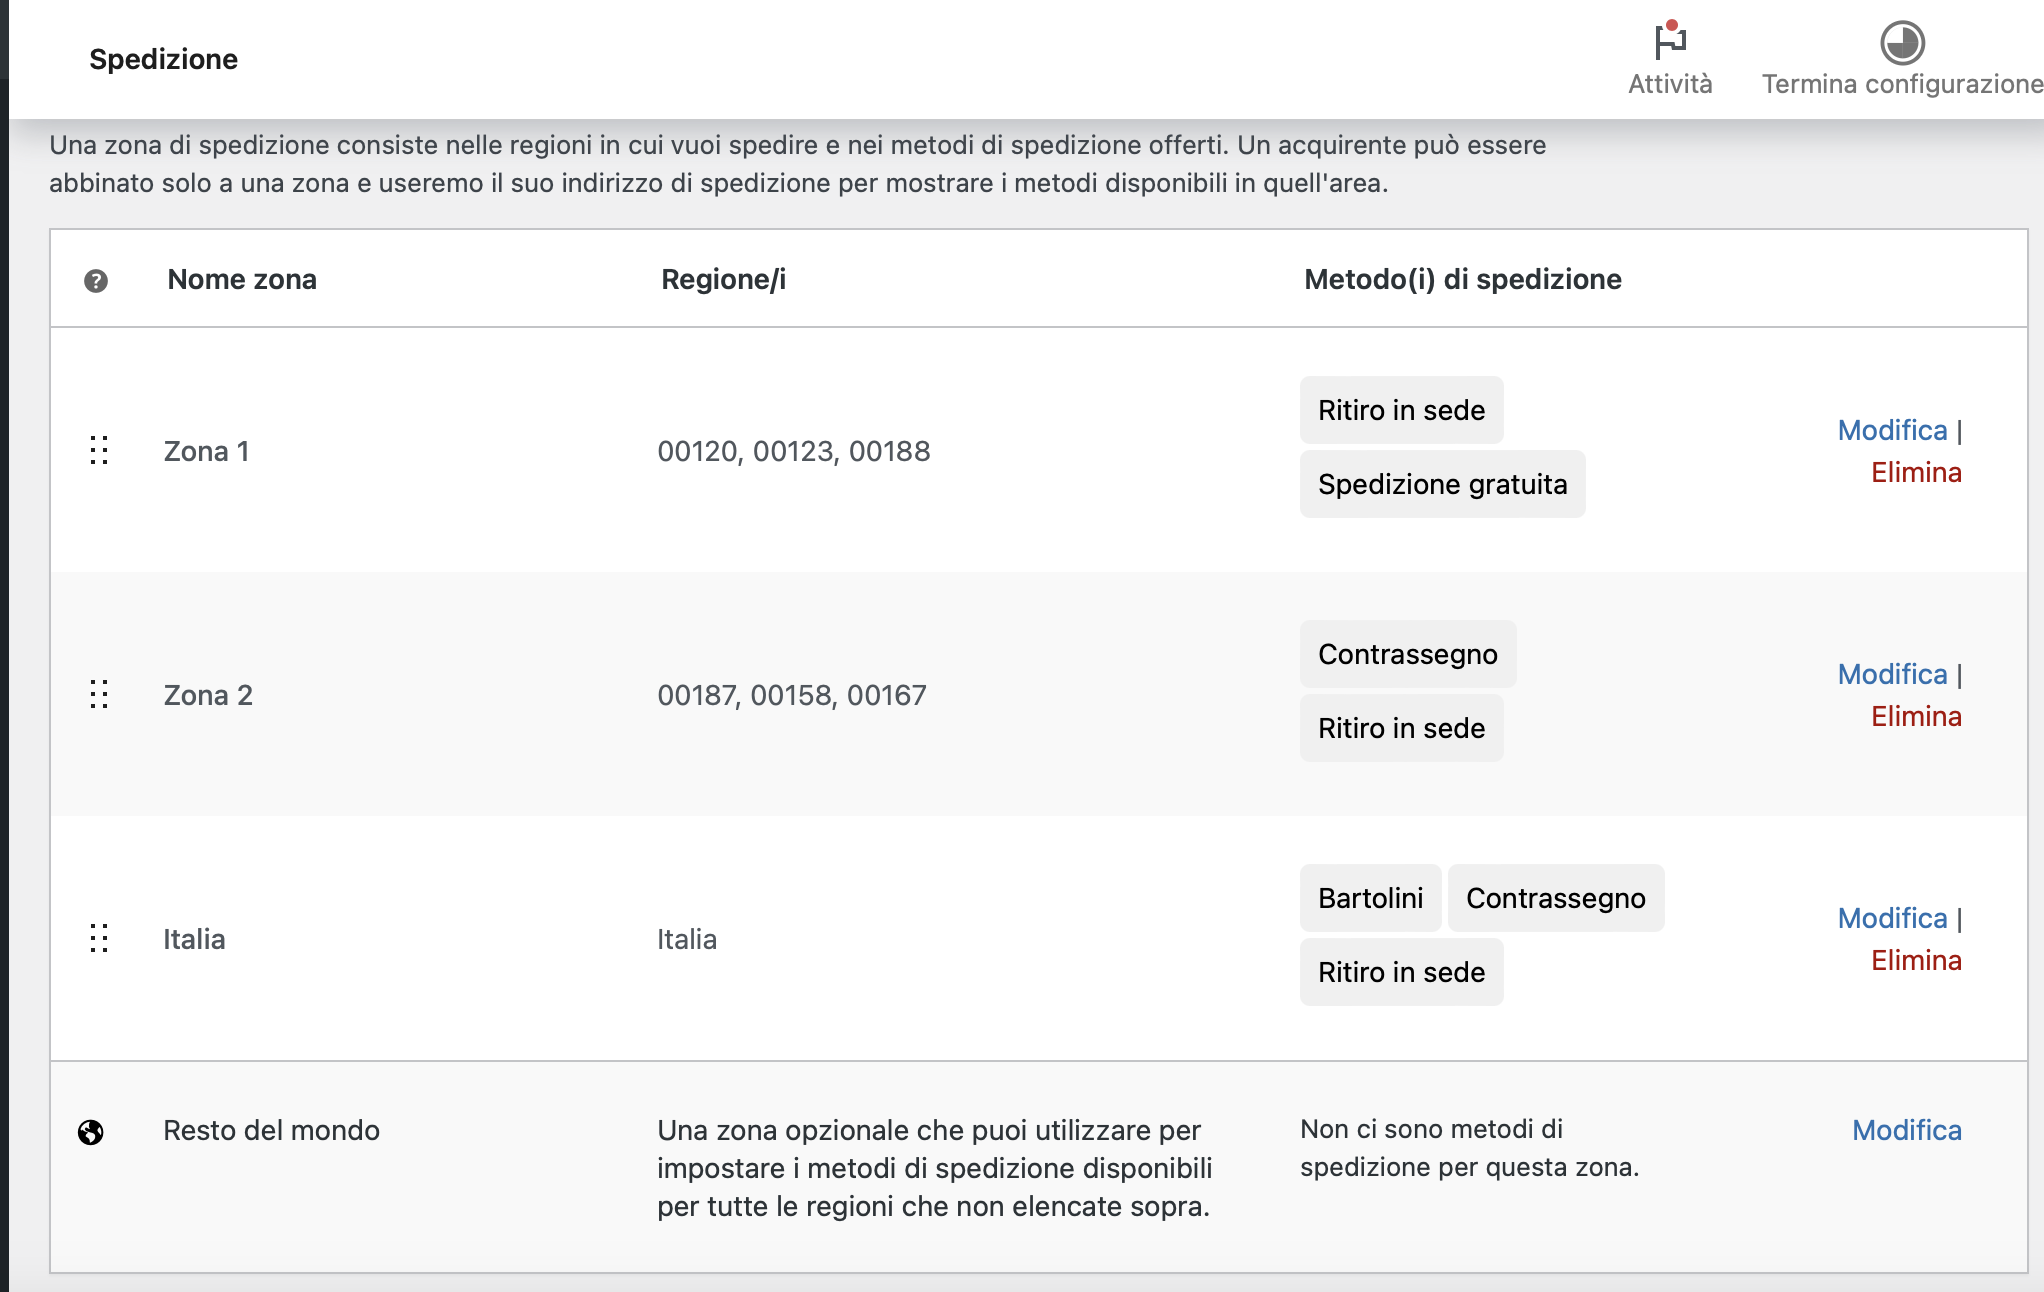 Spedizione
Attività
Termina configurazione
Una zona di spedizione consiste nelle regioni in cui vuoi spedire e nei metodi di spedizione offerti. Un acquirente può essere
abbinato solo a una zona e useremo il suo indirizzo di spedizione per mostrare i metodi disponibili in quell'area.
? Nome zona Regione/i Metodo(i) di spedizione
Zona 1 00120, 00123, 00188
Ritiro in sede
Spedizione gratuita
Modifica |
Elimina
Zona 2 00187, 00158, 00167
Contrassegno
Ritiro in sede
Modifica |
Elimina
Italia Italia
Bartolini Contrassegno
Ritiro in sede
Modifica |
Elimina
Resto del mondo
Una zona opzionale che puoi utilizzare per
impostare i metodi di spedizione disponibili
per tutte le regioni che non elencate sopra.
Non ci sono metodi di
spedizione per questa zona.
Modifica